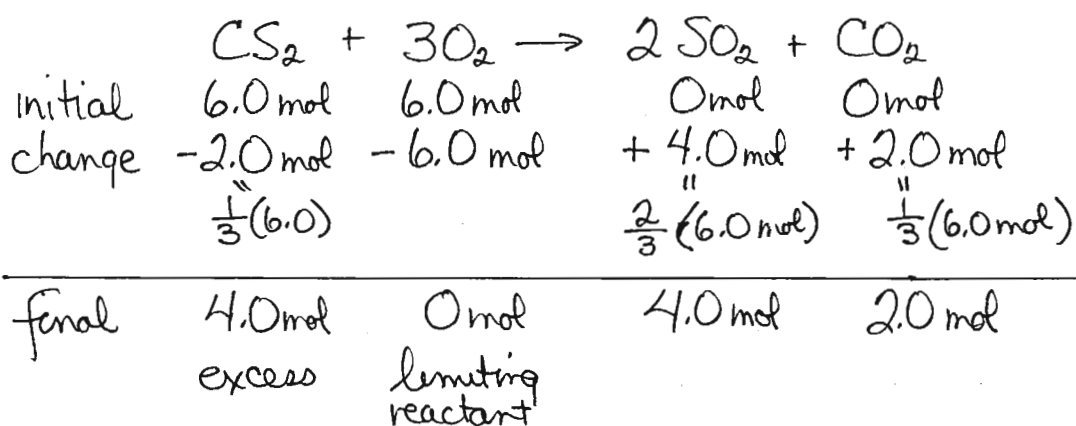 CS₂ + 3O₂ → 2 SO₂ + CO₂
initial 6.0 mol 6.0 mol 0 mol 0 mol
change -2.0 mol -6.0 mol + 4.0 mol + 2.0 mol
= = =
1/3 (6.0) 2/3 (6.0 mol) 1/3 (6.0 mol)
final 4.0 mol 0 mol 4.0 mol 2.0 mol
excess limiting
reactant